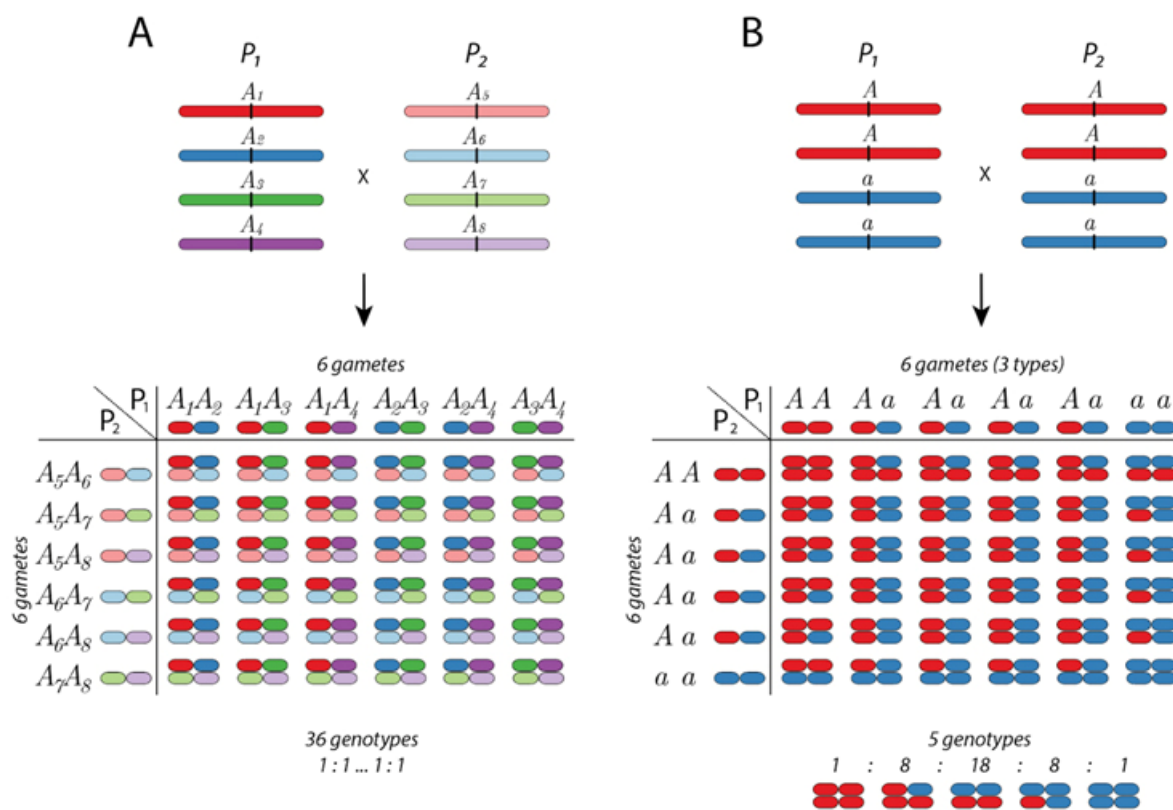 A
P1 P2
A1 A5
A2 A6
x
A3 A7
A4 A8
6 gametes
P1
P2
A1A2 A1A3 A1A4 A2A3 A2A4 A3A4
6 gametes
A5A6
A5A7
A5A8
A6A7
A6A8
A7A8
36 genotypes
1 : 1 ... 1 : 1
B
P1 P2
A A
A A
x
a a
a a
6 gametes (3 types)
P1
P2
A A A a A a A a A a a a
6 gametes
A A
A a
A a
A a
A a
a a
5 genotypes
1 : 8 : 18 : 8 : 1